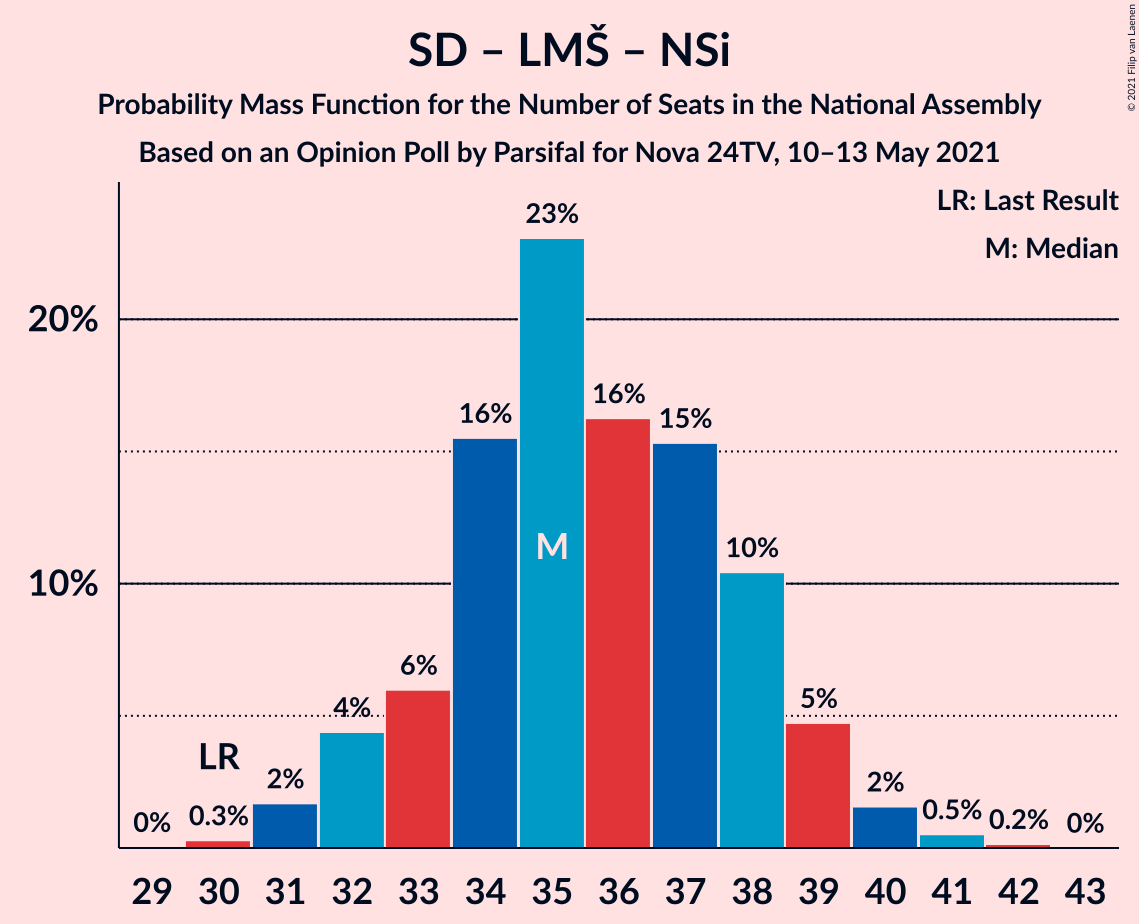 SD – LMŠ – NSi
Probability Mass Function for the Number of Seats in the National Assembly
Based on an Opinion Poll by Parsifal for Nova 24TV, 10–13 May 2021
© 2021 Filip van Laenen
LR: Last Result
M: Median
20%
10%
0%
0.3%
2%
4%
6%
16%
23%
16%
15%
10%
5%
2%
0.5%
0.2%
0%
LR
M
29 30 31 32 33 34 35 36 37 38 39 40 41 42 43